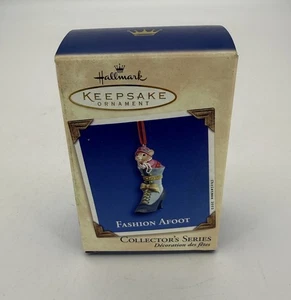 Hallmark
KEEPSAKE
ORNAMENT
FASHION AFOOT
COLLECTOR'S SERIES
Décoration des fêtes